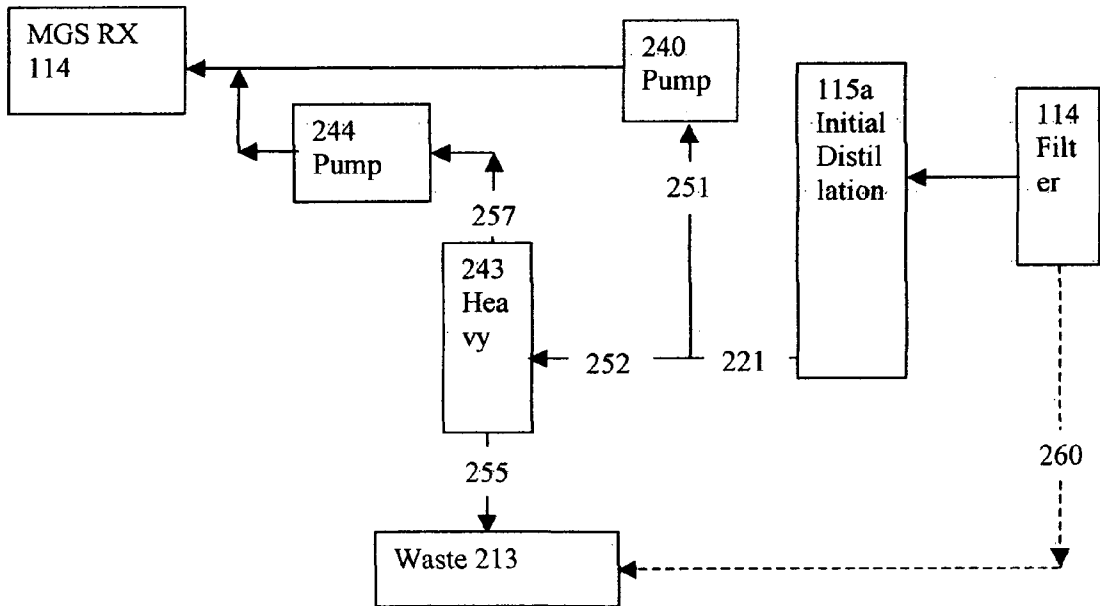 MGS RX
114
240
Pump
115a
Initial
Distil
lation
114
Filt
er
244
Pump
251
257
243
Hea
vy
252
221
255
260
Waste 213